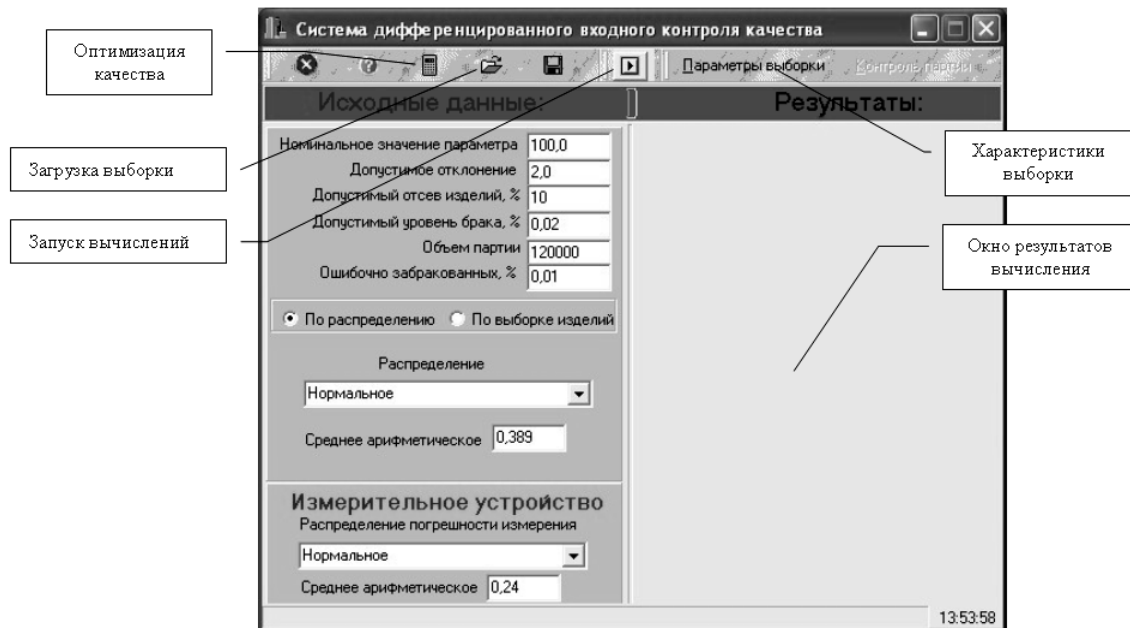 Система дифференцированного входного контроля качества
Оптимизация
качества
Параметры выборки
Контроль партии
Исходные данные:
Результаты:
Загрузка выборки
Запуск вычислений
Характеристики
выборки
Окно результатов
вычисления
Номинальное значение параметра 100,0
Допустимое отклонение 2,0
Допустимый отсев изделий, % 10
Допустимый уровень брака, % 0,02
Объем партии 120000
Ошибочно забракованных, % 0,01
По распределению По выборке изделий
Распределение
Нормальное
Среднее арифметическое 0,389
Измерительное устройство
Распределение погрешности измерения
Нормальное
Среднее арифметическое 0,24
13:53:58